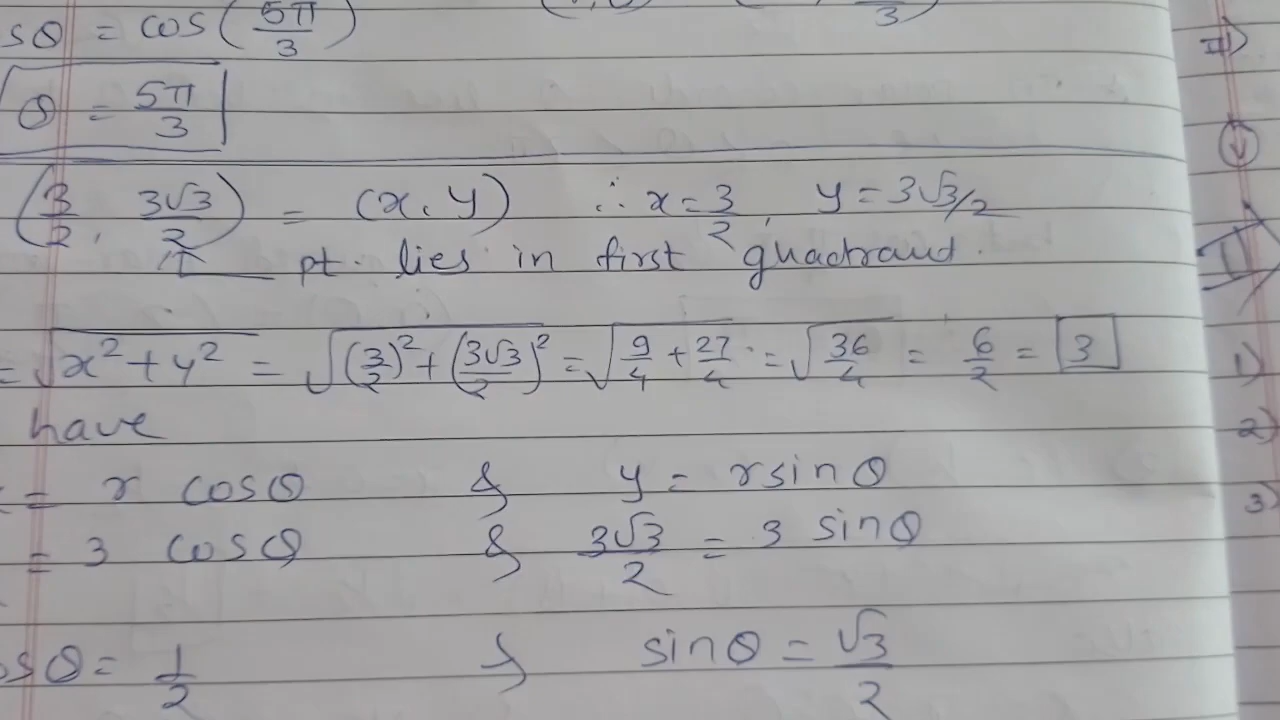 sθ = cos(5π/3)
θ = 5π/3
(3/2, 3√3/2) = (x, y) ∴ x = 3/2, y = 3√3/2
pt. lies in first quadrant.
= √x² + y² = √(3/2)² + (3√3/2)² = √9/4 + 27/4 = √36/4 = 6/2 = 3
have
= r cosθ & y = r sinθ
= 3 cosθ & 3√3/2 = 3 sinθ
sθ = 1/2 & sinθ = √3/2
II)
1)
2)
3)